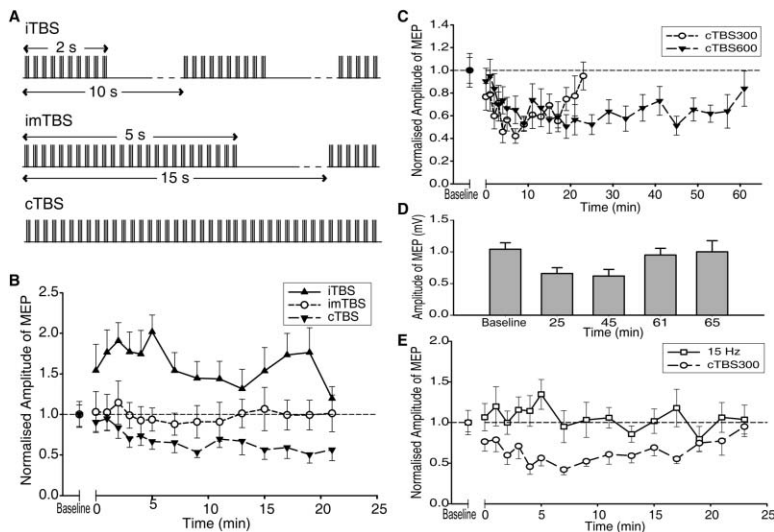 A
iTBS
2 s
10 s
imTBS
5 s
15 s
cTBS
B
Normalised Amplitude of MEP
2.5
2.0
1.5
1.0
0.5
0.0
iTBS
imTBS
cTBS
Baseline
0 5 10 15 20 25
Time (min)
C
Normalised Amplitude of MEP
1.4
1.2
1.0
0.8
0.6
0.4
0.2
0.0
cTBS300
cTBS600
Baseline
0 10 20 30 40 50 60
Time (min)
D
Amplitude of MEP (mV)
1.5
1.0
0.5
0.0
Baseline 25 45 61 65
Time (min)
E
Normalised Amplitude of MEP
2.0
1.5
1.0
0.5
0.0
15 Hz
cTBS300
Baseline
0 5 10 15 20 25
Time (min)